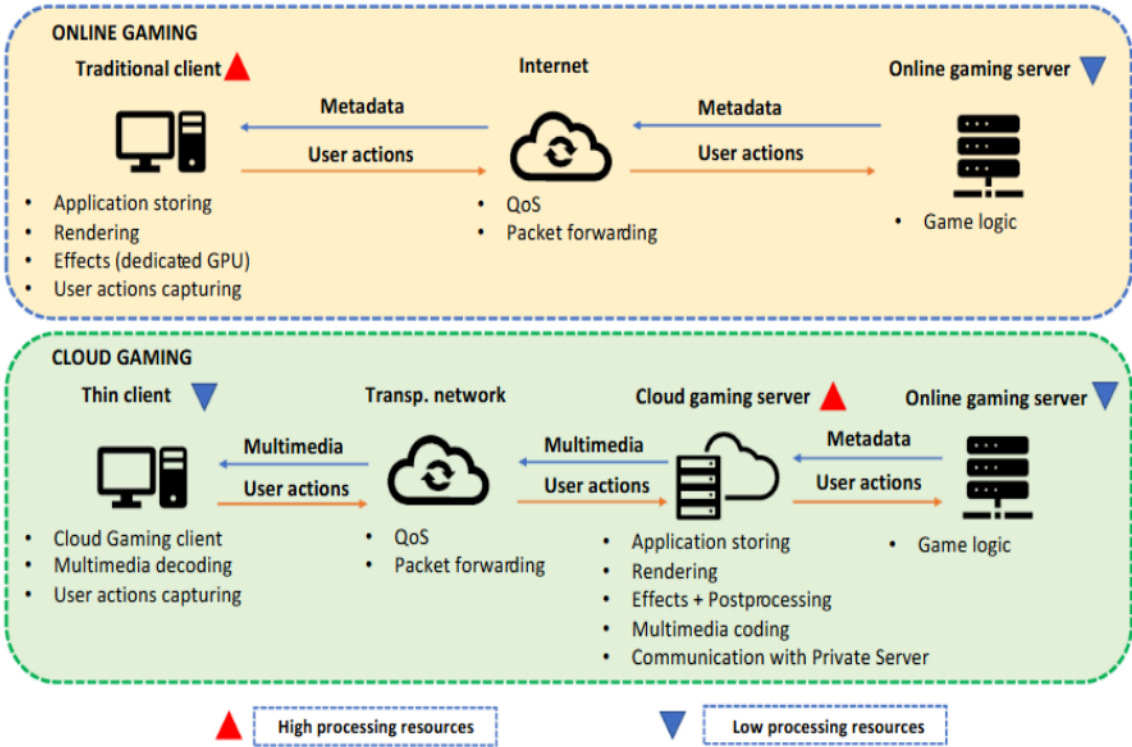 ONLINE GAMING
Traditional client
Internet
Online gaming server
Metadata
Metadata
User actions
User actions
• Application storing
• Rendering
• Effects (dedicated GPU)
• User actions capturing
• QoS
• Packet forwarding
• Game logic
CLOUD GAMING
Thin client
Transp. network
Cloud gaming server
Online gaming server
Multimedia
Multimedia
Metadata
User actions
User actions
User actions
• Cloud Gaming client
• Multimedia decoding
• User actions capturing
• QoS
• Packet forwarding
• Application storing
• Rendering
• Effects + Postprocessing
• Multimedia coding
• Communication with Private Server
• Game logic
High processing resources
Low processing resources